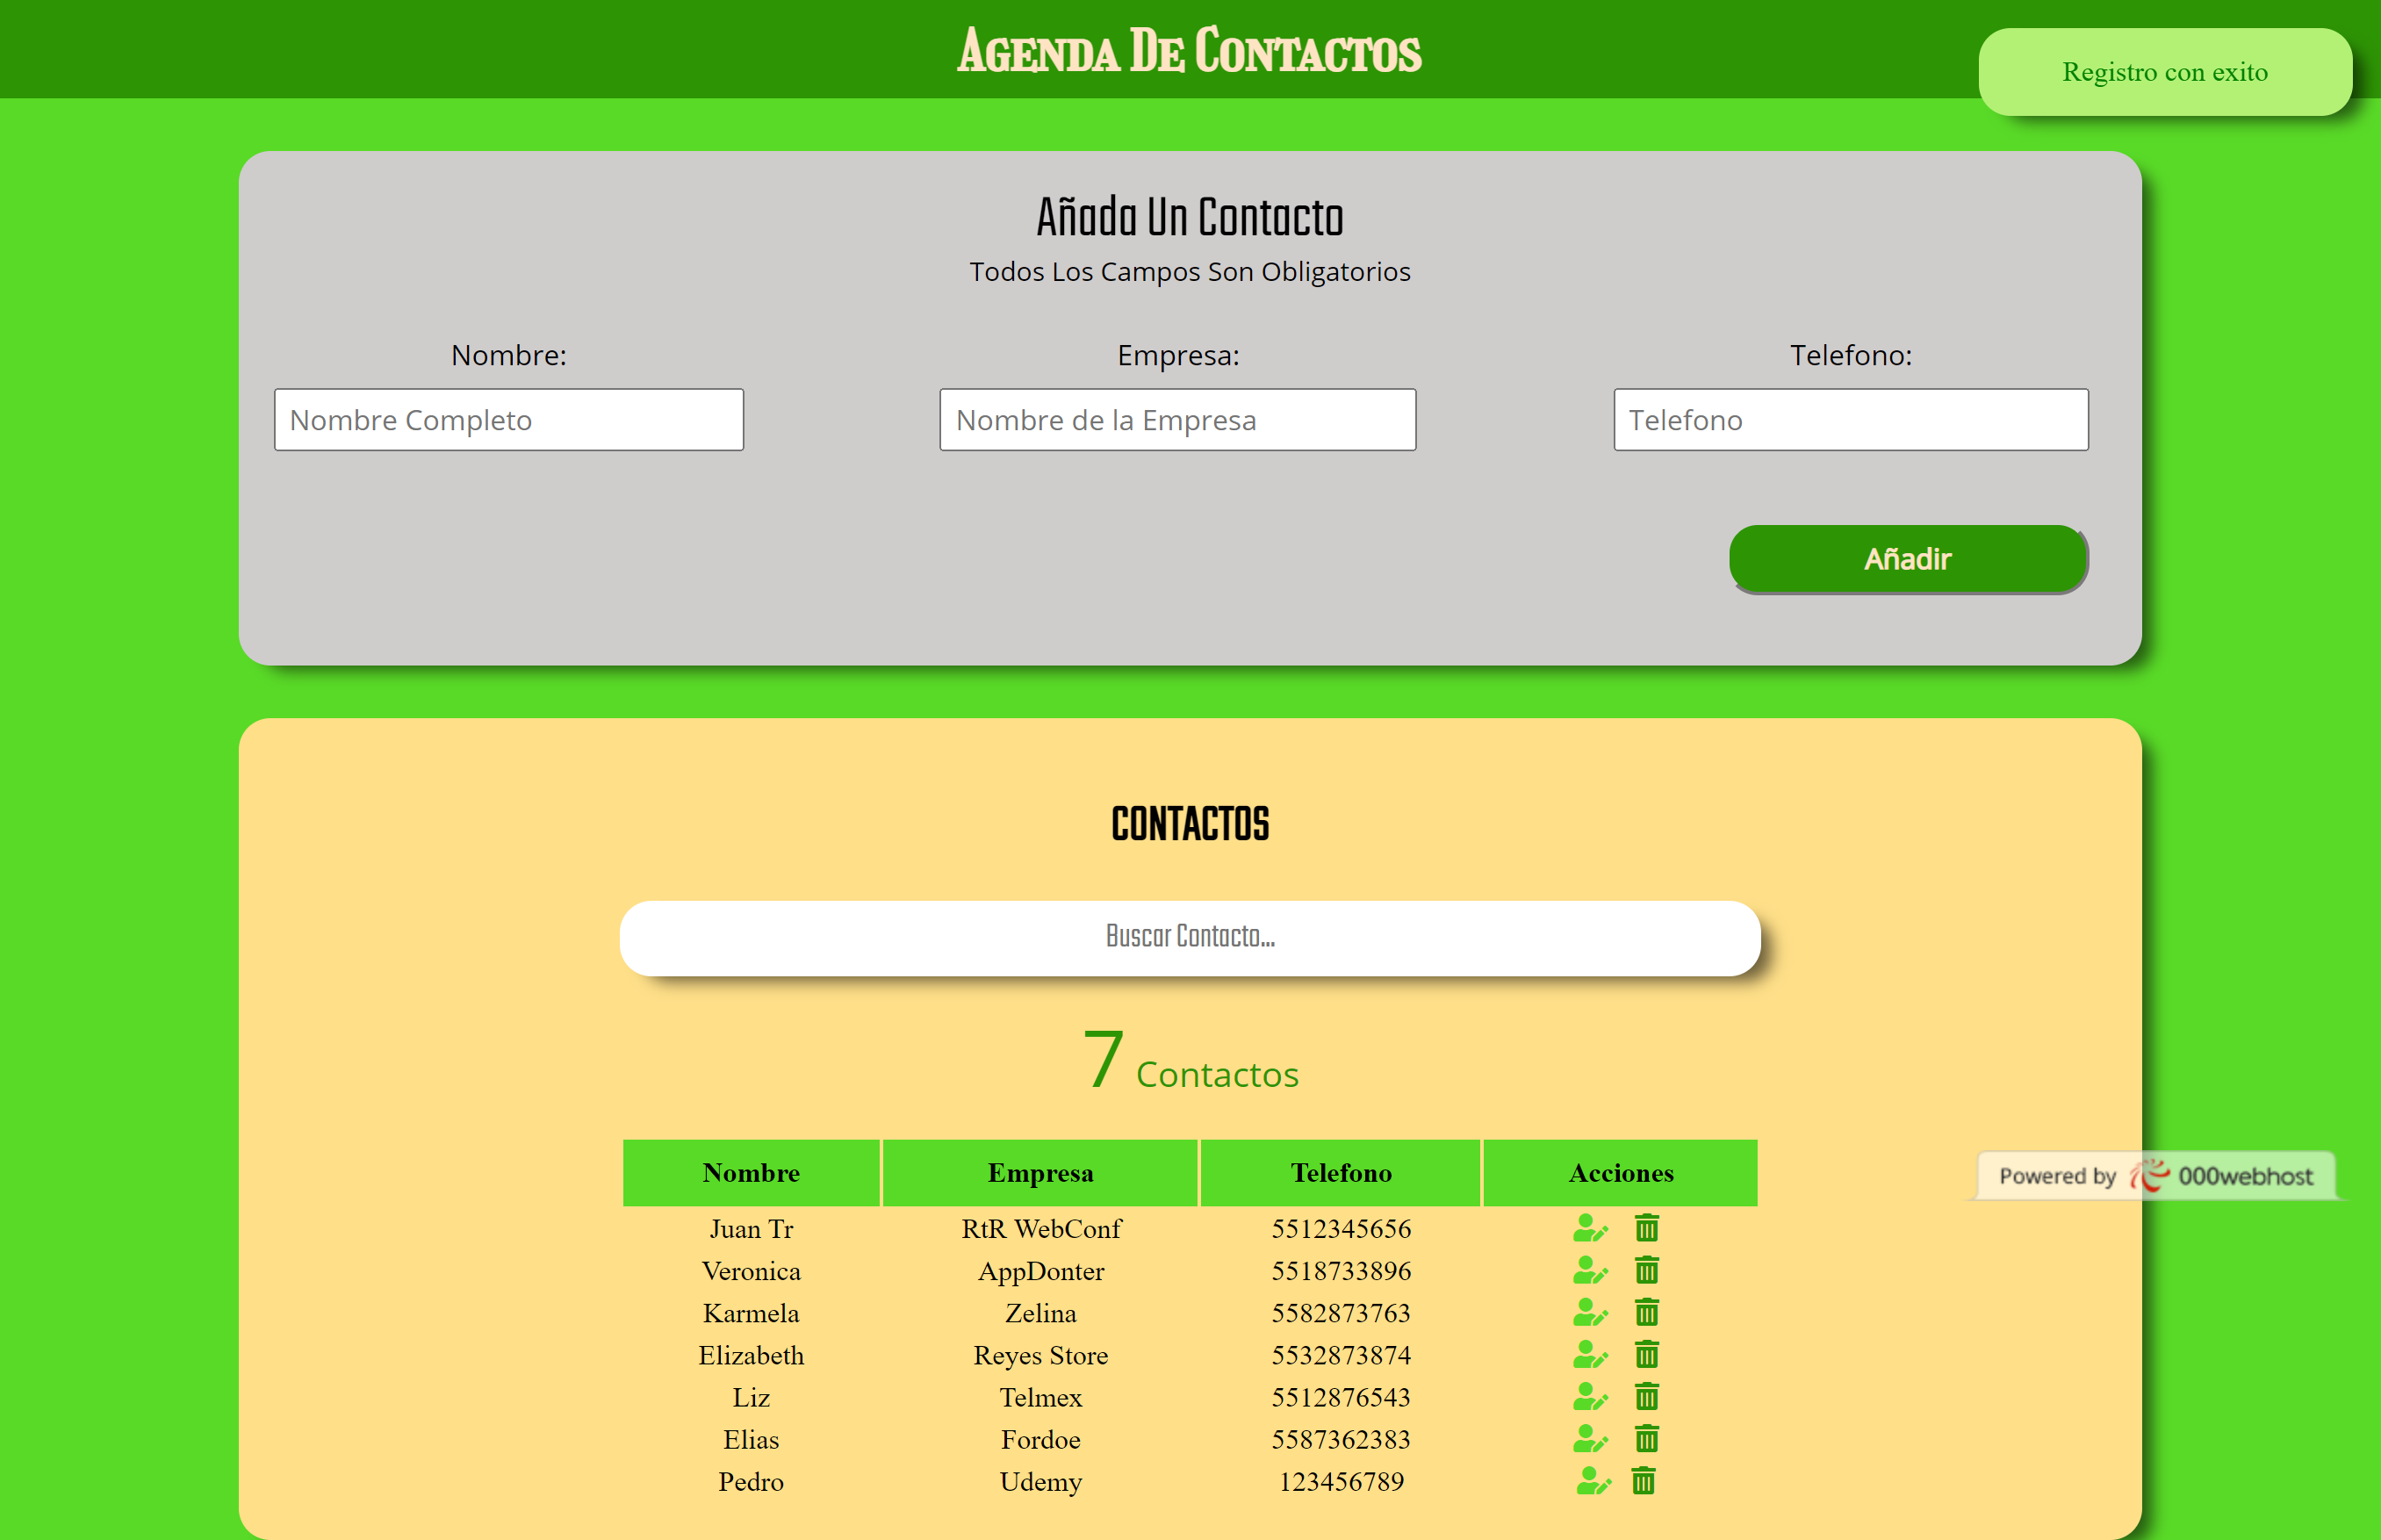 Agenda De Contactos
Registro con exito
Añada Un Contacto
Todos Los Campos Son Obligatorios
Nombre: Empresa: Telefono:
Nombre Completo Nombre de la Empresa Telefono
Añadir
CONTACTOS
Buscar Contacto...
7 Contactos
Nombre Empresa Telefono Acciones
Powered by 000webhost
Juan Tr RtR WebConf 5512345656
Veronica AppDonter 5518733896
Karmela Zelina 5582873763
Elizabeth Reyes Store 5532873874
Liz Telmex 5512876543
Elias Fordoe 5587362383
Pedro Udemy 123456789